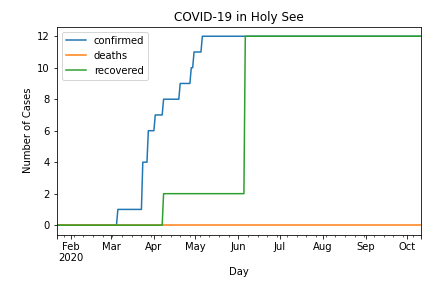 COVID-19 in Holy See
confirmed
deaths
recovered
Number of Cases
12
10
8
6
4
2
0
Feb Mar Apr May Jun Jul Aug Sep Oct
2020
Day